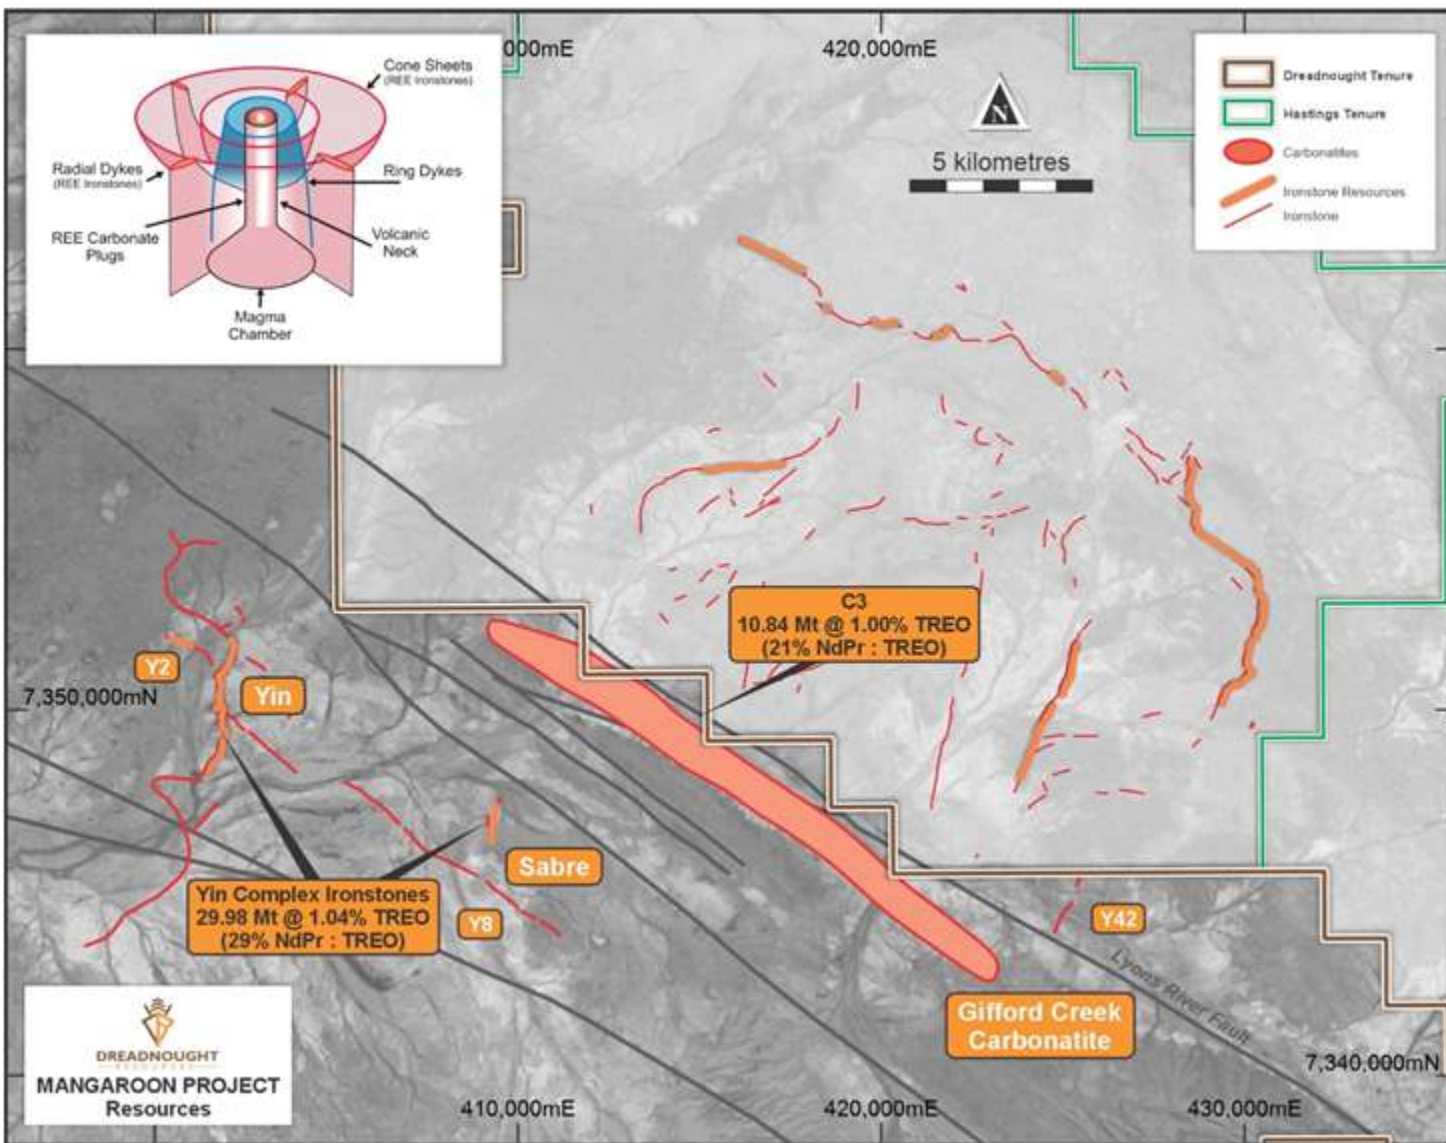 000mE
420,000mE
Cone Sheets
(REE Ironstones)
Radial Dykes
(REE Ironstones)
Ring Dykes
REE Carbonate
Plugs
Volcanic
Neck
Magma
Chamber
N
5 kilometres
Dreadnought Tenure
Hastings Tenure
Carbonatites
Ironstone Resources
Ironstone
C3
10.84 Mt @ 1.00% TREO
(21% NdPr : TREO)
Y2
Yin
7,350,000mN
Sabre
Yin Complex Ironstones
29.98 Mt @ 1.04% TREO
(29% NdPr : TREO)
Y8
Y42
Lyons River Fault
Gifford Creek
Carbonatite
DREADNOUGHT
RESOURCES
MANGAROON PROJECT
Resources
7,340,000mN
410,000mE
420,000mE
430,000mE